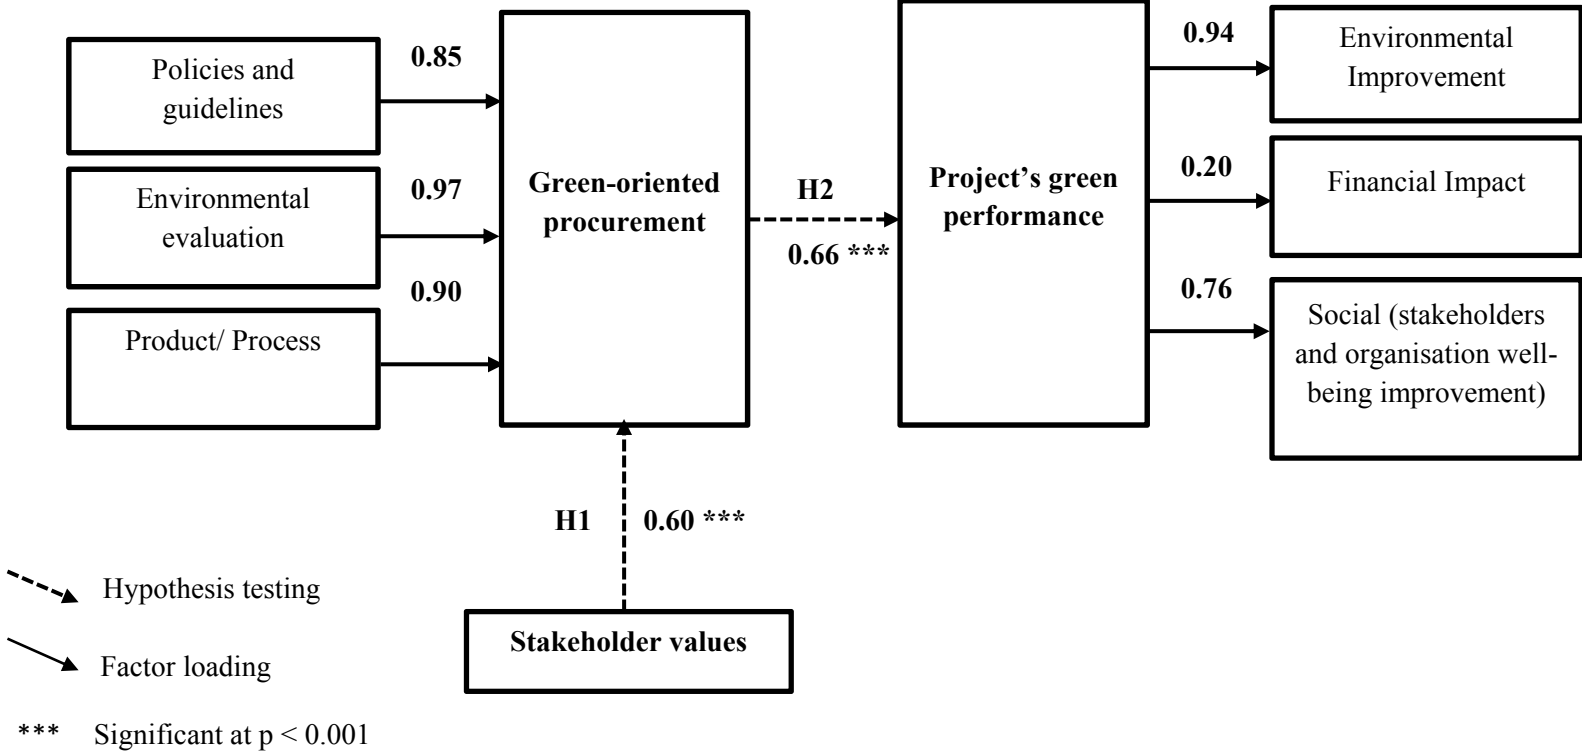 Policies and
guidelines
0.85
Environmental
evaluation
0.97
Product/ Process
0.90
Green-oriented
procurement
H2
0.66 ***
Project’s green
performance
0.94
Environmental
Improvement
0.20
Financial Impact
0.76
Social (stakeholders
and organisation well-
being improvement)
H1
0.60 ***
Stakeholder values
Hypothesis testing
Factor loading
*** Significant at p < 0.001